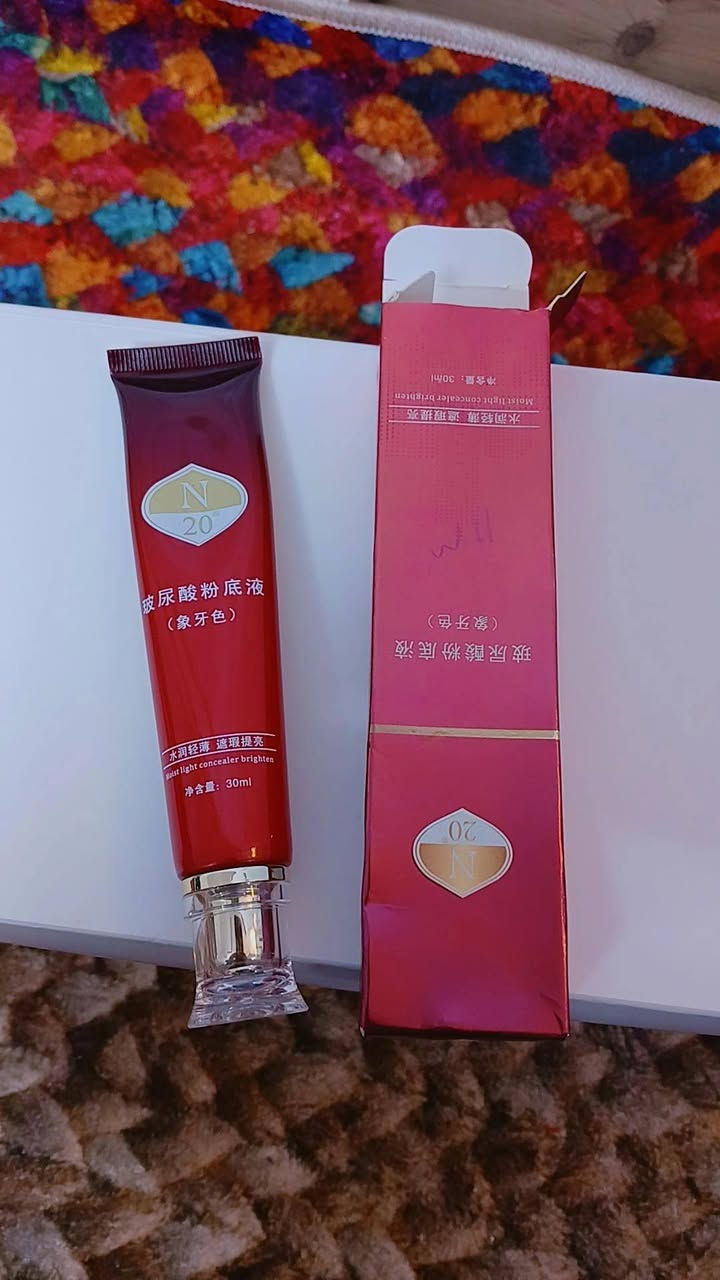 N
20
玻尿酸粉底液
（象牙色）
水润轻薄 遮瑕提亮
Moist light concealer brighten
净含量：30ml
N
20
玻尿酸粉底液
（象牙色）
水润轻薄 遮瑕提亮
Moist light concealer brighten
净含量：30/ml